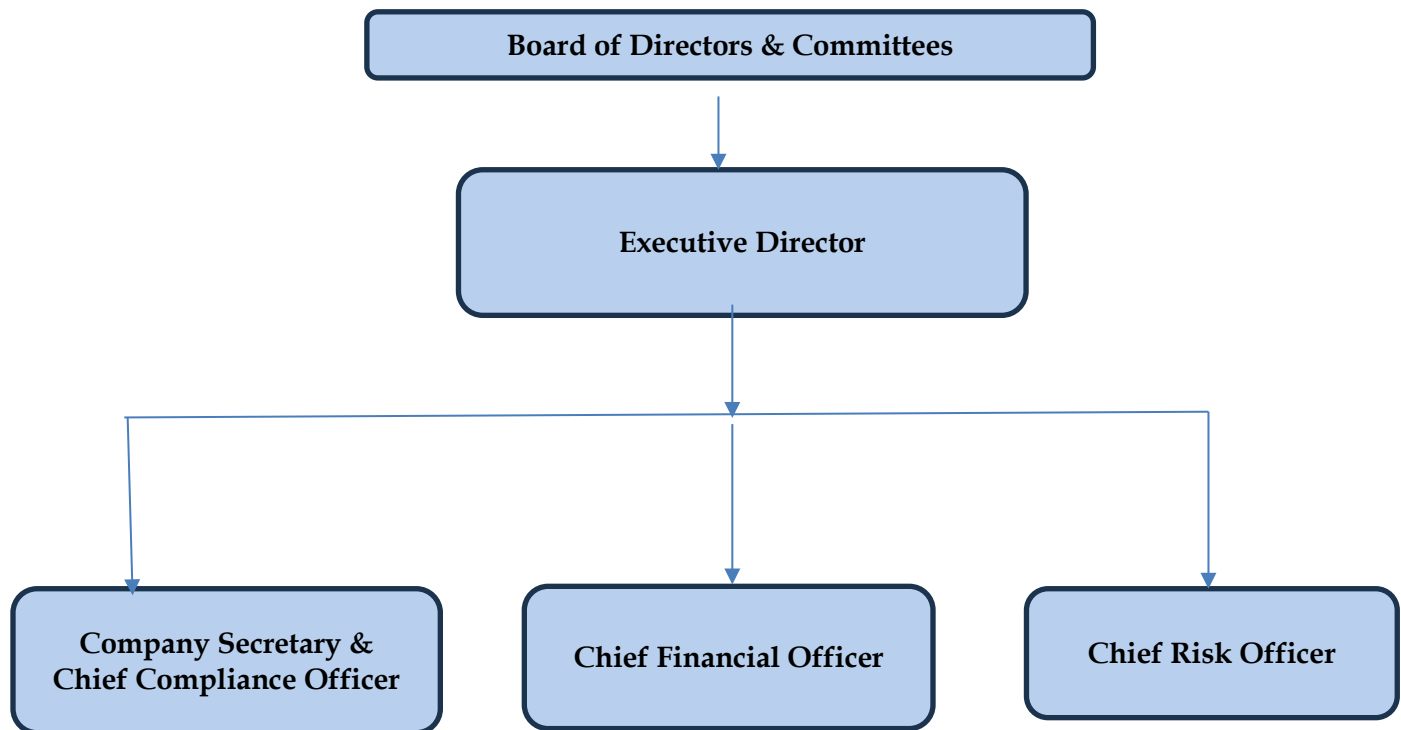 Board of Directors & Committees
Executive Director
Company Secretary &
Chief Compliance Officer
Chief Financial Officer
Chief Risk Officer